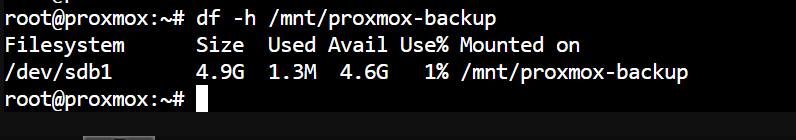 root@proxmox:~# df -h /mnt/proxmox-backup
Filesystem      Size  Used Avail Use% Mounted on
/dev/sdb1       4.9G  1.3M  4.6G   1% /mnt/proxmox-backup
root@proxmox:~#